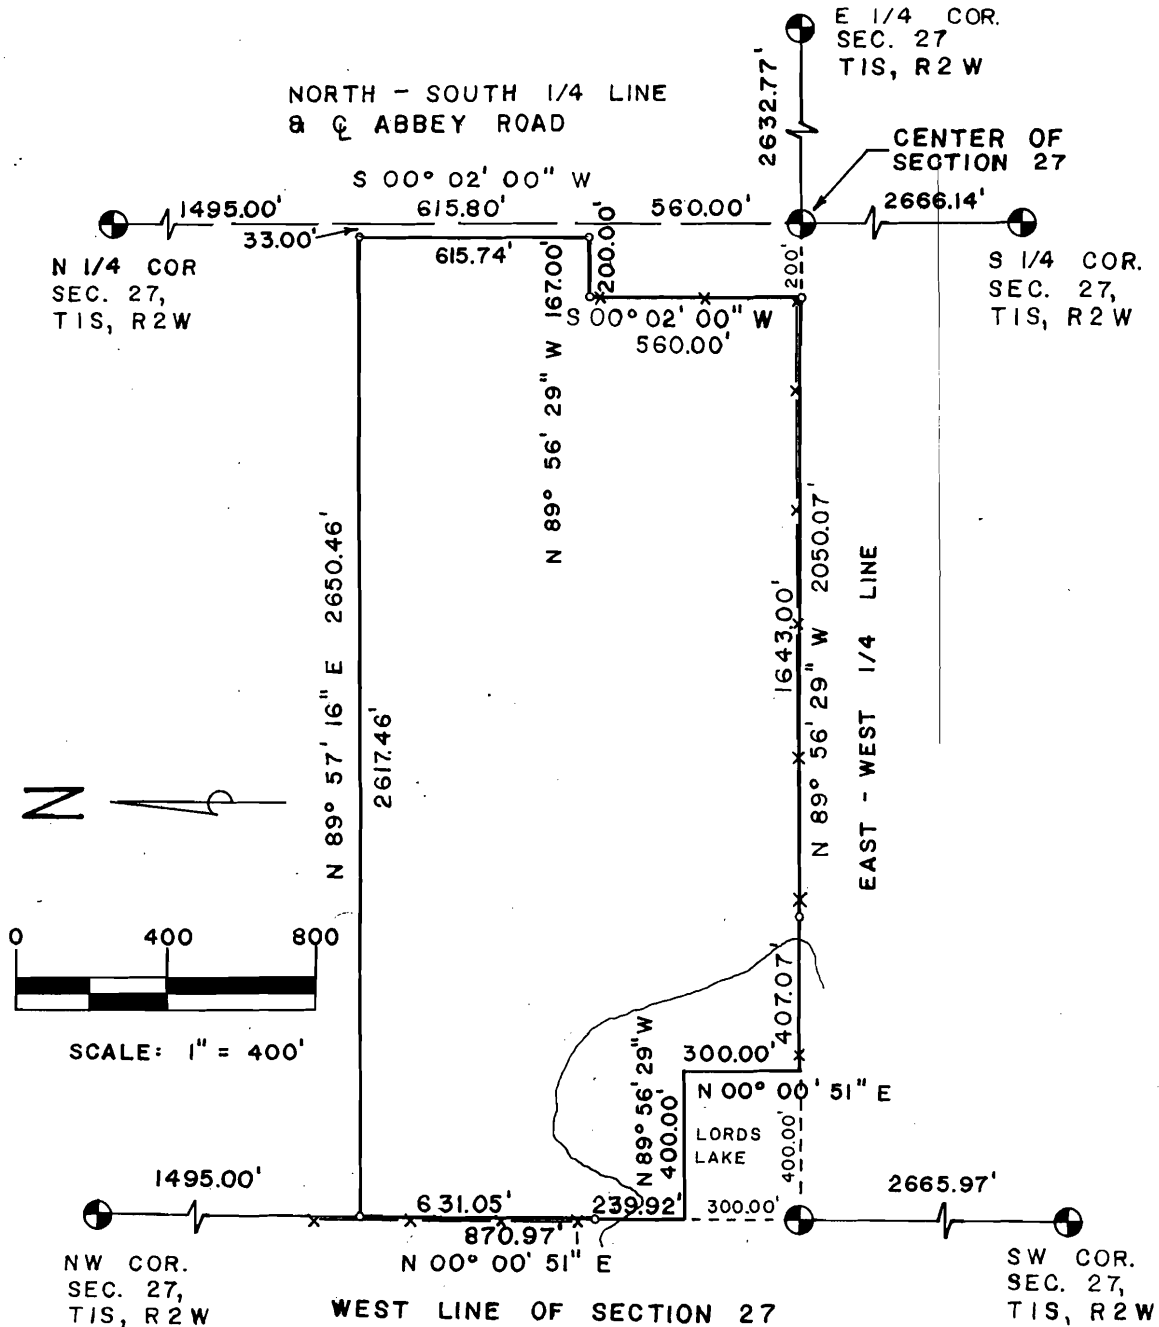 E 1/4 COR.
SEC. 27
T1S, R2W
2632.77'
NORTH - SOUTH 1/4 LINE
& ℄ ABBEY ROAD
CENTER OF
SECTION 27
S 00° 02' 00" W
1495.00'
615.80'
560.00'
2666.14'
33.00'
615.74'
167.00'
200.00'
200'
N 1/4 COR
SEC. 27,
T1S, R2W
S 1/4 COR.
SEC. 27,
T1S, R2W
S 00° 02' 00" W
560.00'
N 89° 56' 29" W
N 89° 57' 16" E 2650.46'
2617.46'
1643.00'
N 89° 56' 29" W 2050.07'
EAST - WEST 1/4 LINE
N
0 400 800
SCALE: 1" = 400'
407.07'
300.00'
N 00° 00' 51" E
N 89° 56' 29" W
400.00'
LORDS
LAKE
400.00'
1495.00'
631.05'
239.92'
300.00'
2665.97'
870.97'
N 00° 00' 51" E
NW COR.
SEC. 27,
T1S, R2W
SW COR.
SEC. 27,
T1S, R2W
WEST LINE OF SECTION 27